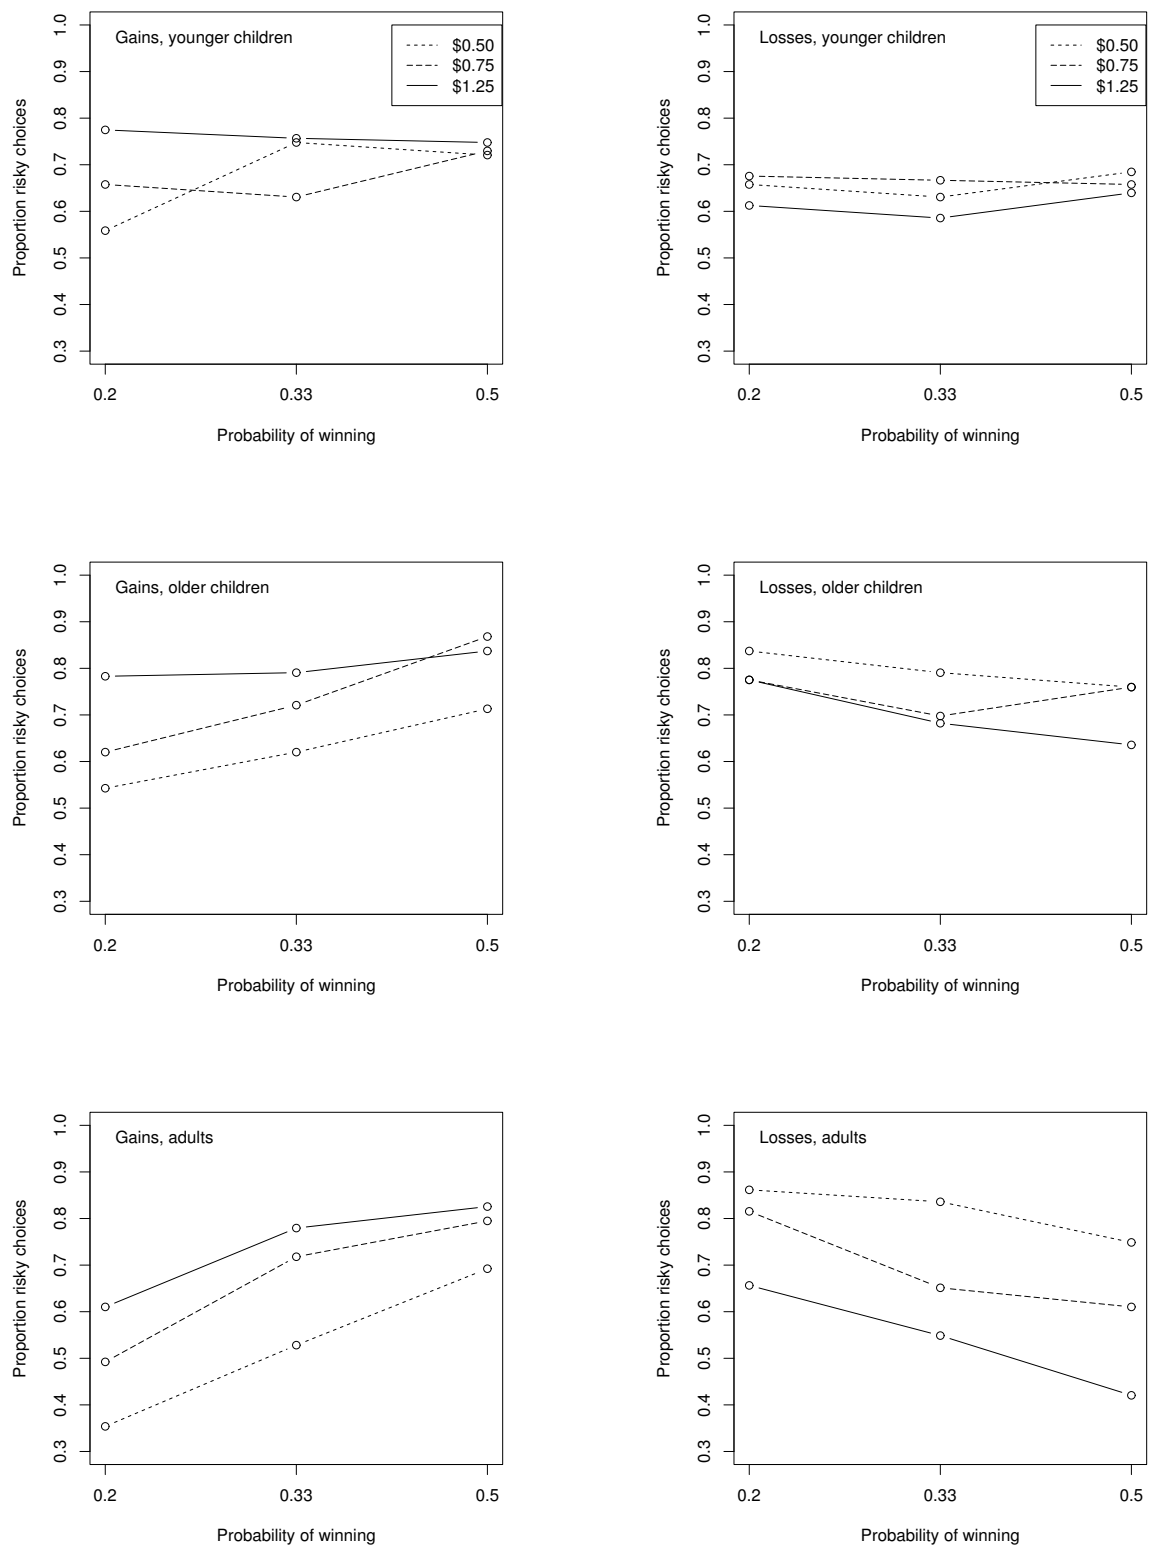 Gains, younger children
$0.50
$0.75
$1.25
Proportion risky choices
1.0
0.9
0.8
0.7
0.6
0.5
0.4
0.3
0.2 0.33 0.5
Probability of winning
Losses, younger children
$0.50
$0.75
$1.25
Proportion risky choices
1.0
0.9
0.8
0.7
0.6
0.5
0.4
0.3
0.2 0.33 0.5
Probability of winning
Gains, older children
Proportion risky choices
1.0
0.9
0.8
0.7
0.6
0.5
0.4
0.3
0.2 0.33 0.5
Probability of winning
Losses, older children
Proportion risky choices
1.0
0.9
0.8
0.7
0.6
0.5
0.4
0.3
0.2 0.33 0.5
Probability of winning
Gains, adults
Proportion risky choices
1.0
0.9
0.8
0.7
0.6
0.5
0.4
0.3
0.2 0.33 0.5
Probability of winning
Losses, adults
Proportion risky choices
1.0
0.9
0.8
0.7
0.6
0.5
0.4
0.3
0.2 0.33 0.5
Probability of winning